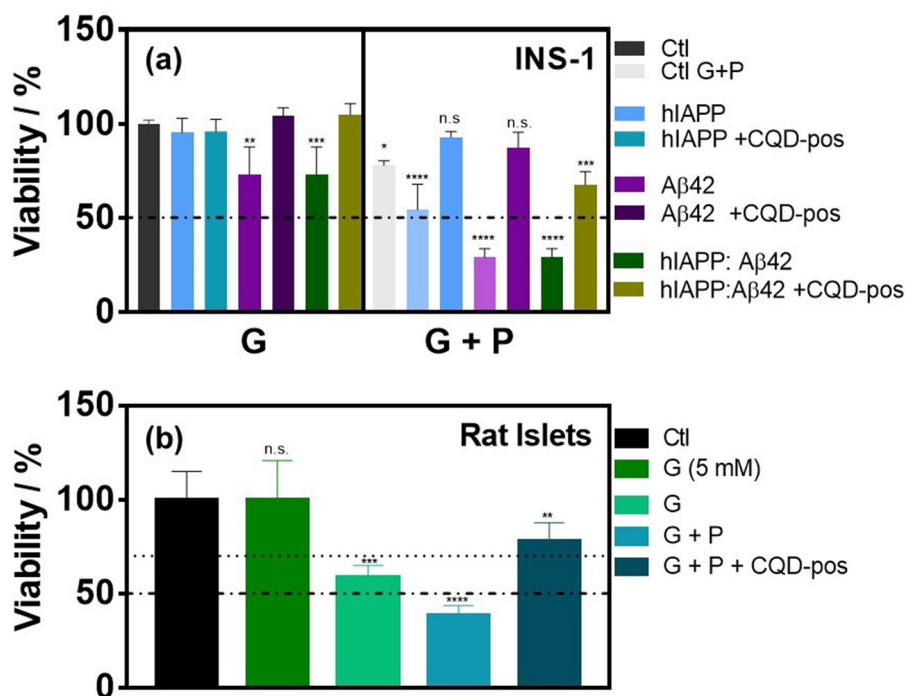 150
(a)
INS-1
Viability / %
100
50
0
**
***
*
****
n.s
****
n.s.
****
***
G
G + P
Ctl
Ctl G+P
hIAPP
hIAPP +CQD-pos
Aβ42
Aβ42 +CQD-pos
hIAPP: Aβ42
hIAPP:Aβ42 +CQD-pos
150
(b)
Rat Islets
Viability / %
100
50
0
n.s.
***
****
**
Ctl
G (5 mM)
G
G + P
G + P + CQD-pos